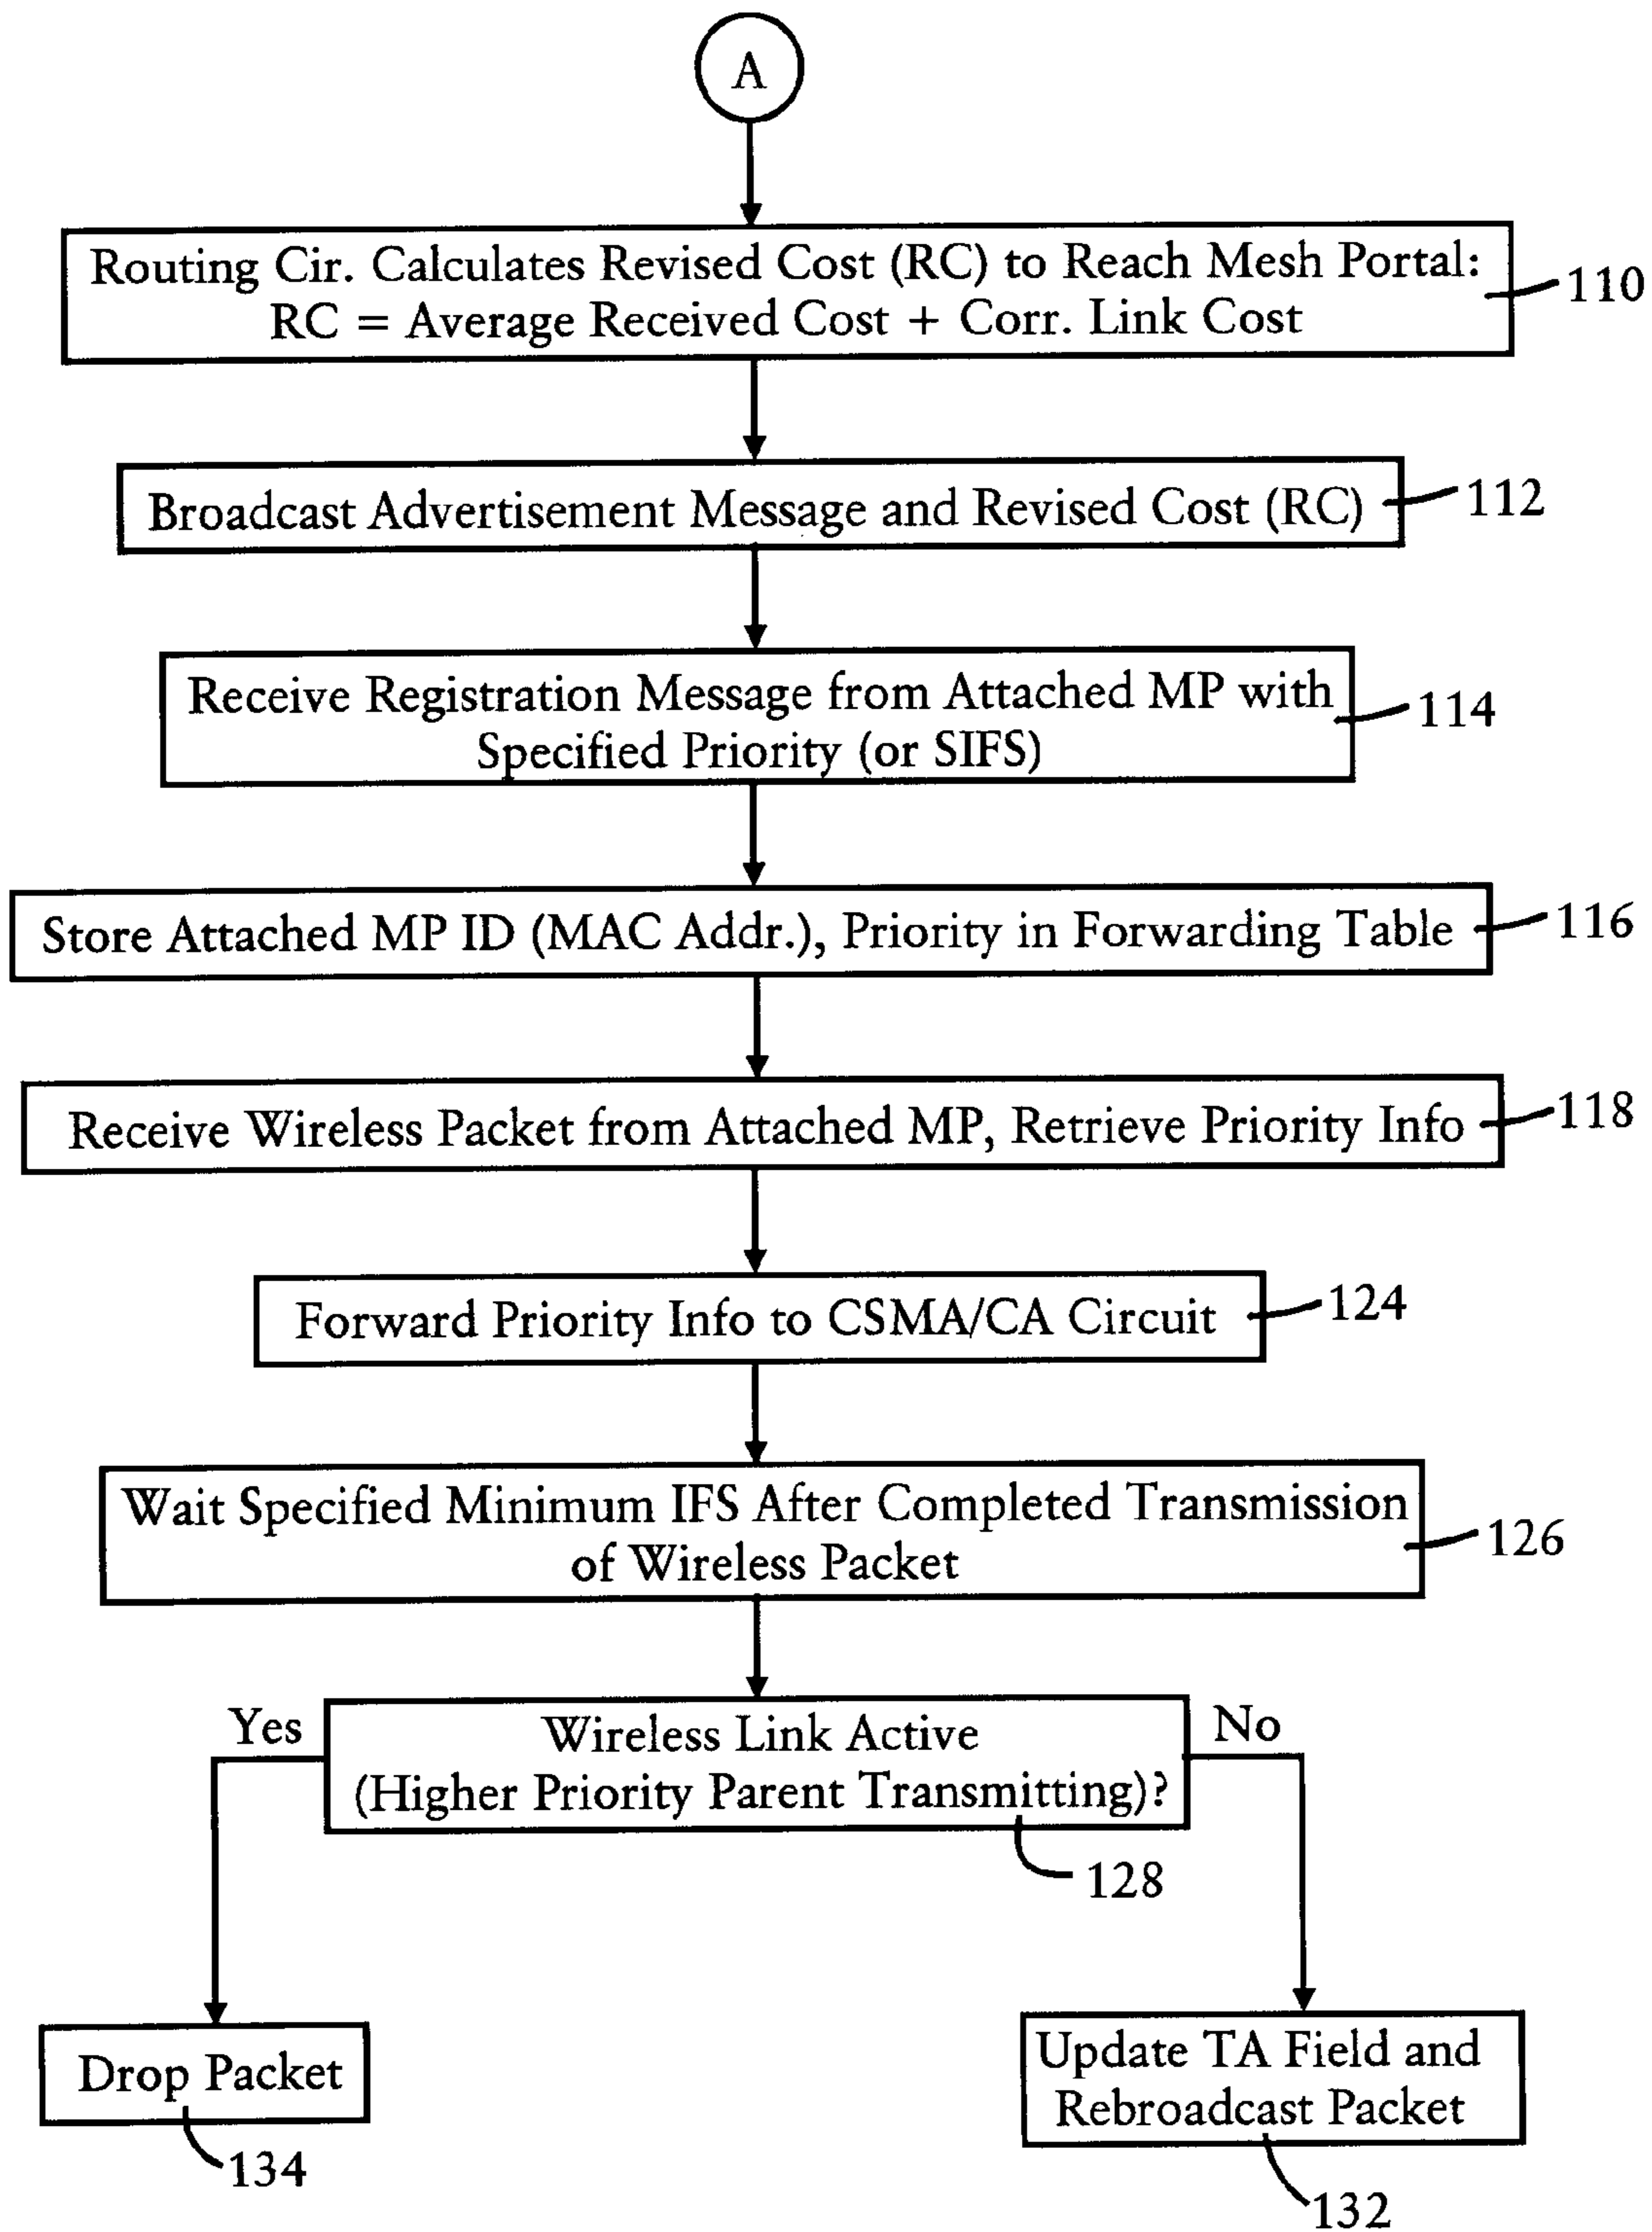 A
Routing Cir. Calculates Revised Cost (RC) to Reach Mesh Portal:
RC = Average Received Cost + Corr. Link Cost
110
Broadcast Advertisement Message and Revised Cost (RC)
112
Receive Registration Message from Attached MP with
Specified Priority (or SIFS)
114
Store Attached MP ID (MAC Addr.), Priority in Forwarding Table
116
Receive Wireless Packet from Attached MP, Retrieve Priority Info
118
Forward Priority Info to CSMA/CA Circuit
124
Wait Specified Minimum IFS After Completed Transmission
of Wireless Packet
126
Yes
Wireless Link Active
(Higher Priority Parent Transmitting)?
No
128
Drop Packet
134
Update TA Field and
Rebroadcast Packet
132